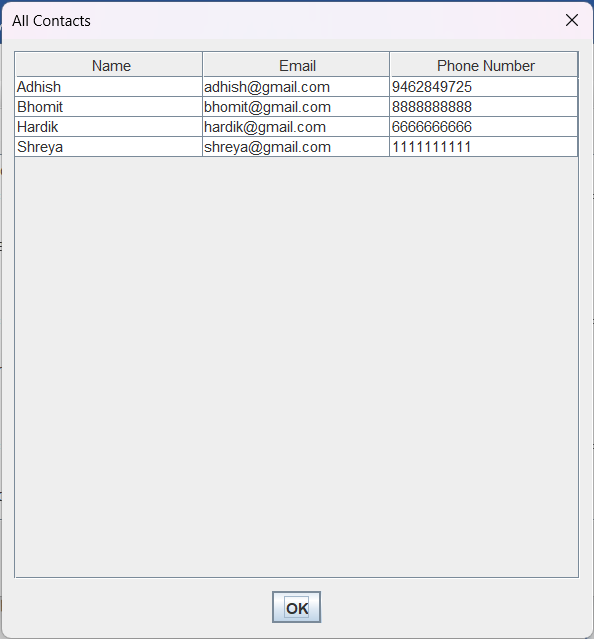 All Contacts
Name Email Phone Number
Adhish adhish@gmail.com 9462849725
Bhomit bhomit@gmail.com 8888888888
Hardik hardik@gmail.com 6666666666
Shreya shreya@gmail.com 1111111111
OK